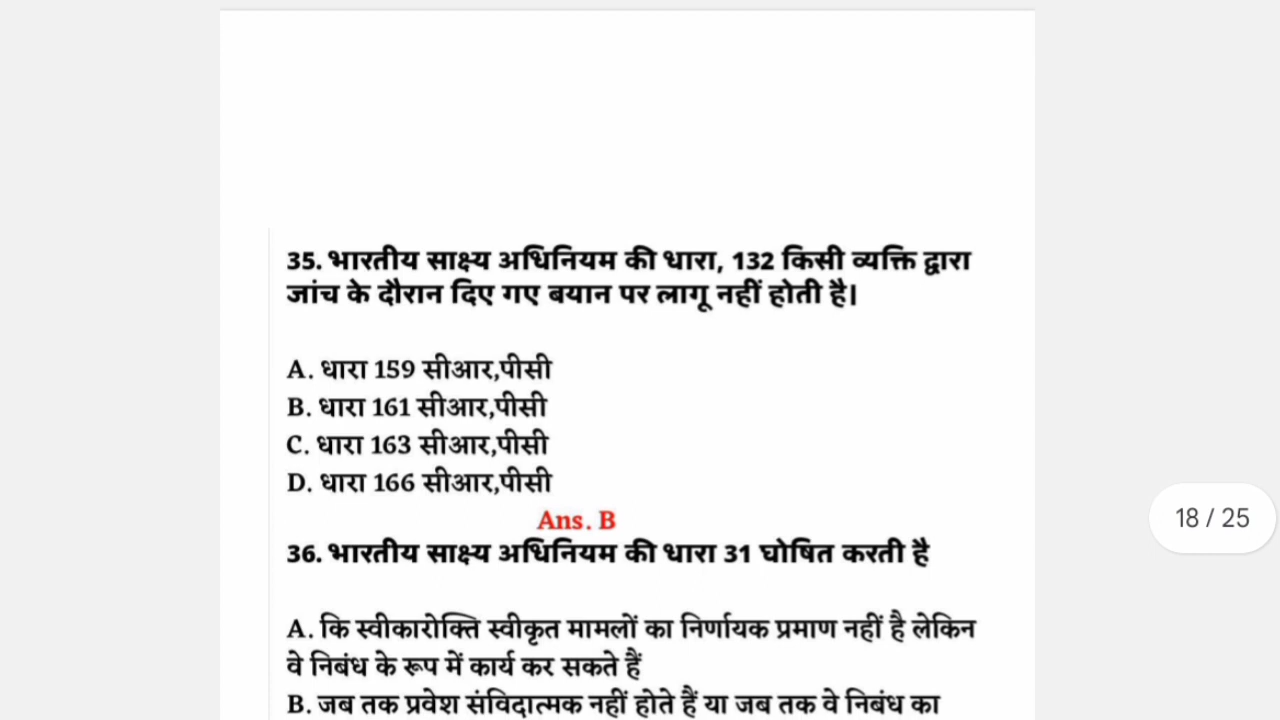 35. भारतीय साक्ष्य अधिनियम की धारा, 132 किसी व्यक्ति द्वारा
जांच के दौरान दिए गए बयान पर लागू नहीं होती है।
A. धारा 159 सीआर,पीसी
B. धारा 161 सीआर,पीसी
C. धारा 163 सीआर,पीसी
D. धारा 166 सीआर,पीसी
Ans. B
18 / 25
36. भारतीय साक्ष्य अधिनियम की धारा 31 घोषित करती है
A. कि स्वीकारोक्ति स्वीकृत मामलों का निर्णायक प्रमाण नहीं है लेकिन
वे निबंध के रूप में कार्य कर सकते हैं
B. जब तक प्रवेश संविदात्मक नहीं होते हैं या जब तक वे निबंध का